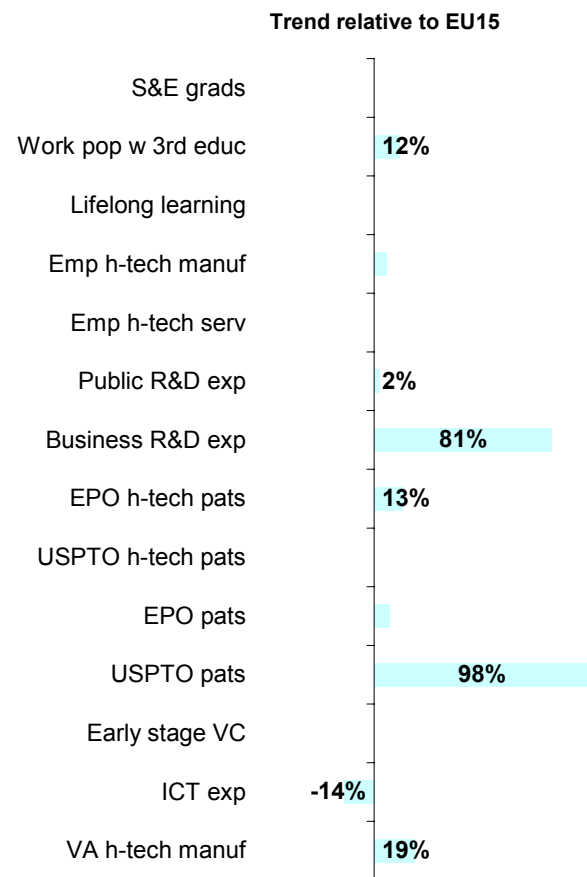 Trend relative to EU15
S&E grads
Work pop w 3rd educ 12%
Lifelong learning
Emp h-tech manuf
Emp h-tech serv
Public R&D exp 2%
Business R&D exp 81%
EPO h-tech pats 13%
USPTO h-tech pats
EPO pats
USPTO pats 98%
Early stage VC
ICT exp -14%
VA h-tech manuf 19%